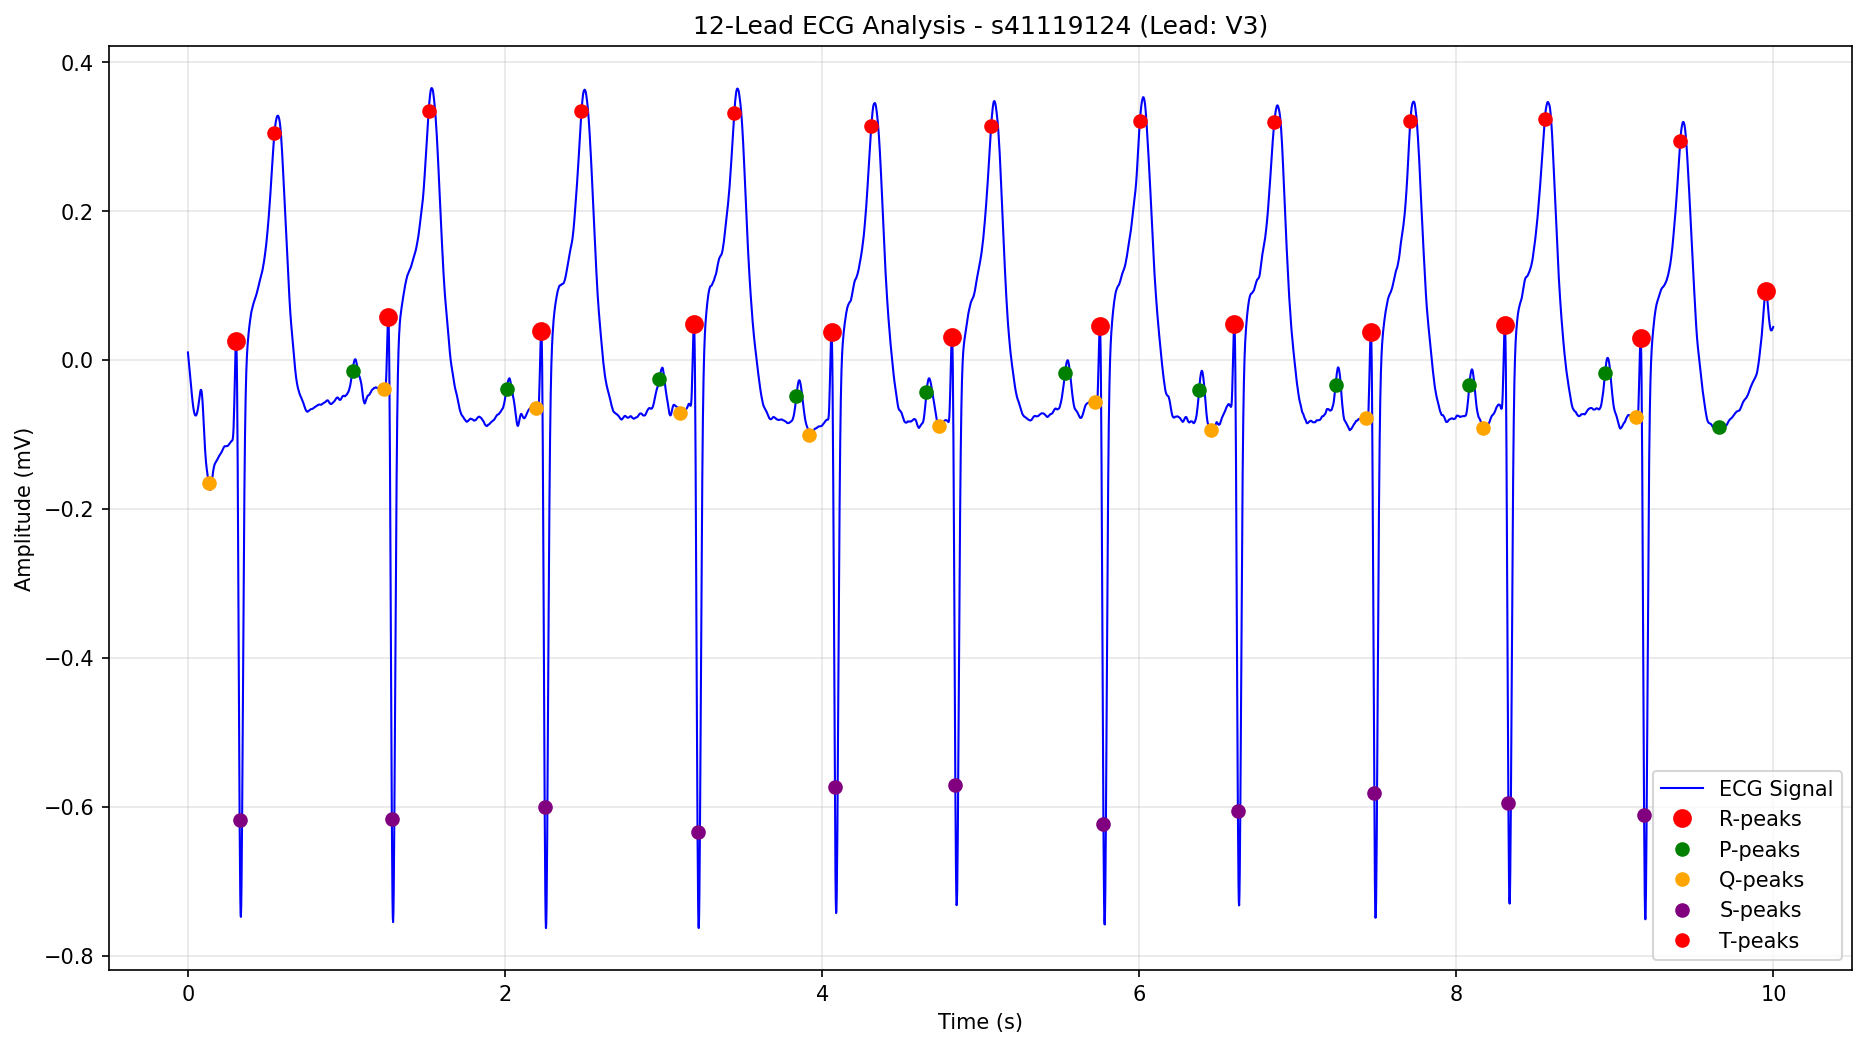 12-Lead ECG Analysis - s41119124 (Lead: V3)
Amplitude (mV)
0.4
0.2
0.0
−0.2
−0.4
−0.6
−0.8
0
2
4
6
8
10
Time (s)
ECG Signal
R-peaks
P-peaks
Q-peaks
S-peaks
T-peaks